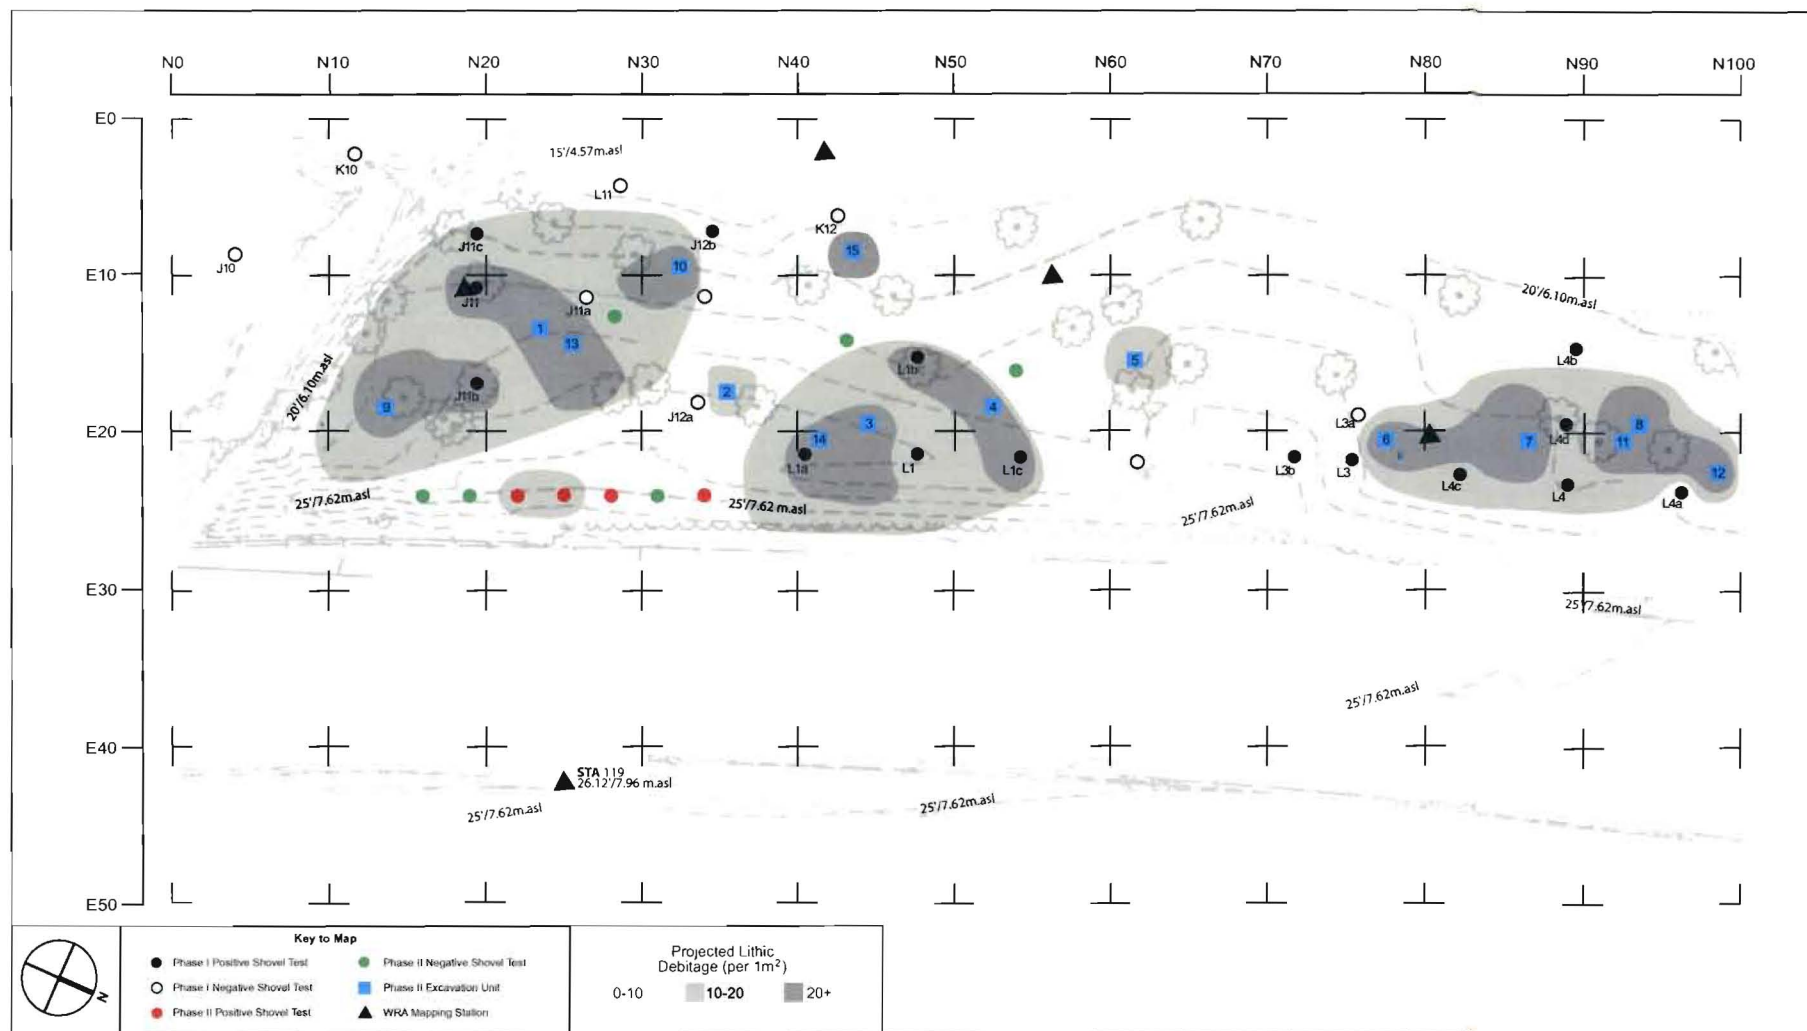 N0 N10 N20 N30 N40 N50 N60 N70 N80 N90 N100
E0
15'/4.57m.asl
K10
L11
K12
J11c
J12b
15
J10
10
E10
J11
J11a
20'/6.10m.asl
1
13
L4b
L1b
5
20'/6.10m.asl
J11b
2
9
J12a
4
3
L3a
8
E20
14
6
7
L4d
11
L1a
L1
L1c
L3b
L3
L4c
L4
12
L4a
25'/7.62m.asl
25'/7.62 m.asl
25'/7.62m.asl
E30
25'/7.62m.asl
25'/7.62m.asl
E40
STA 119
26.12'/7.96 m.asl
25'/7.62m.asl
25'/7.62m.asl
E50
N
Key to Map
Phase I Positive Shovel Test
Phase II Negative Shovel Test
Phase I Negative Shovel Test
Phase II Excavation Unit
Phase II Positive Shovel Test
WRA Mapping Station
Projected Lithic
Debitage (per 1m²)
0-10 10-20 20+